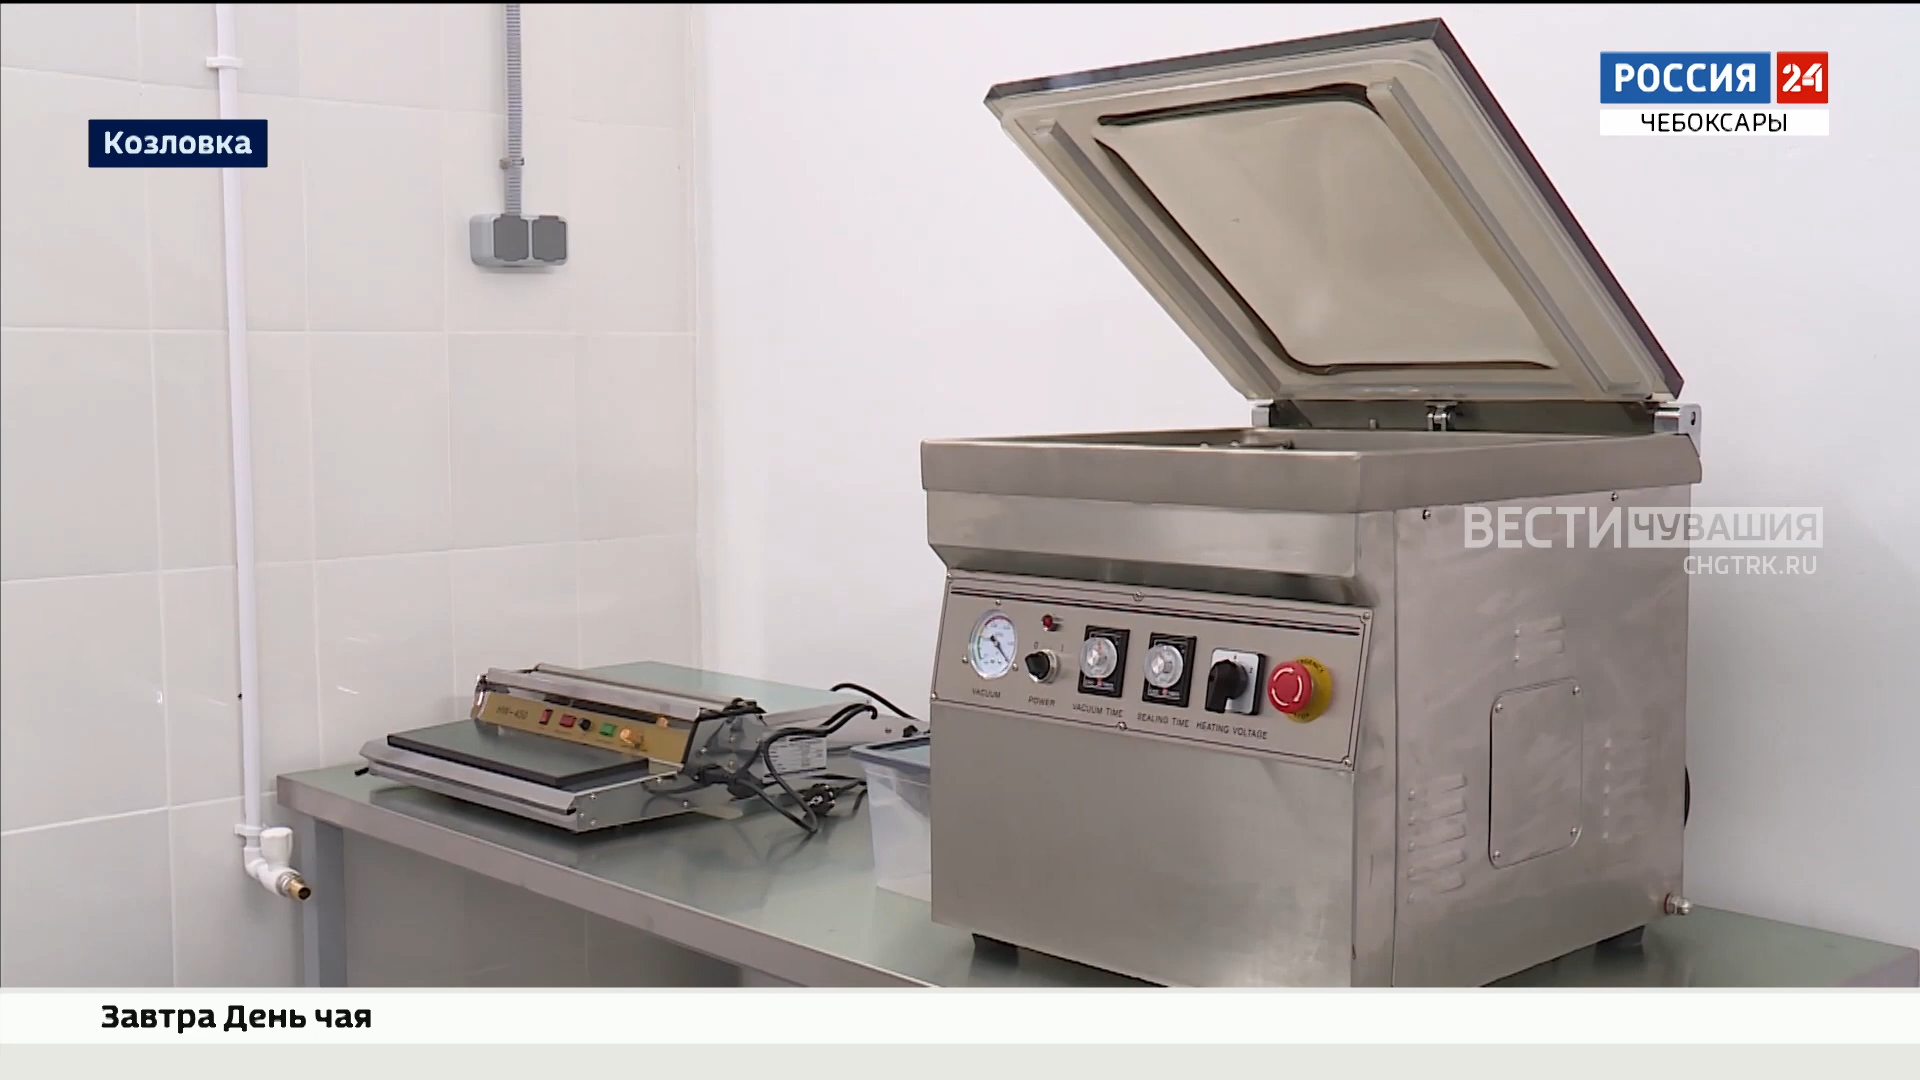 РОССИЯ 24
ЧЕБОКСАРЫ
Козловка
ВЕСТИ ЧУВАШИЯ
CHGTRK.RU
VACUUM
POWER
VACUUM TIME
SEALING TIME
HEATING VOLTAGE
Завтра День чая